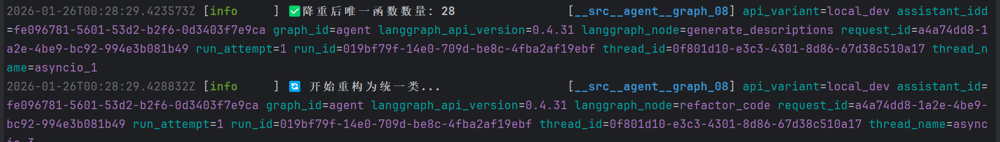 2026-01-26T00:28:29.423573Z [info     ] ✅降重后唯一函数数量: 28               [__src__agent__graph_08] api_variant=local_dev assistant_idd
=fe096781-5601-53d2-b2f6-0d3403f7e9ca graph_id=agent langgraph_api_version=0.4.31 langgraph_node=generate_descriptions request_id=a4a74dd8-1
a2e-4be9-bc92-994e3b081b49 run_attempt=1 run_id=019bf79f-14e0-709d-be8c-4fba2af19ebf thread_id=0f801d10-e3c3-4301-8d86-67d38c510a17 thread_n
ame=asyncio_1
2026-01-26T00:28:29.428832Z [info     ] 🔄 开始重构为统一类...                 [__src__agent__graph_08] api_variant=local_dev assistant_id=
fe096781-5601-53d2-b2f6-0d3403f7e9ca graph_id=agent langgraph_api_version=0.4.31 langgraph_node=refactor_code request_id=a4a74dd8-1a2e-4be9-
bc92-994e3b081b49 run_attempt=1 run_id=019bf79f-14e0-709d-be8c-4fba2af19ebf thread_id=0f801d10-e3c3-4301-8d86-67d38c510a17 thread_name=async